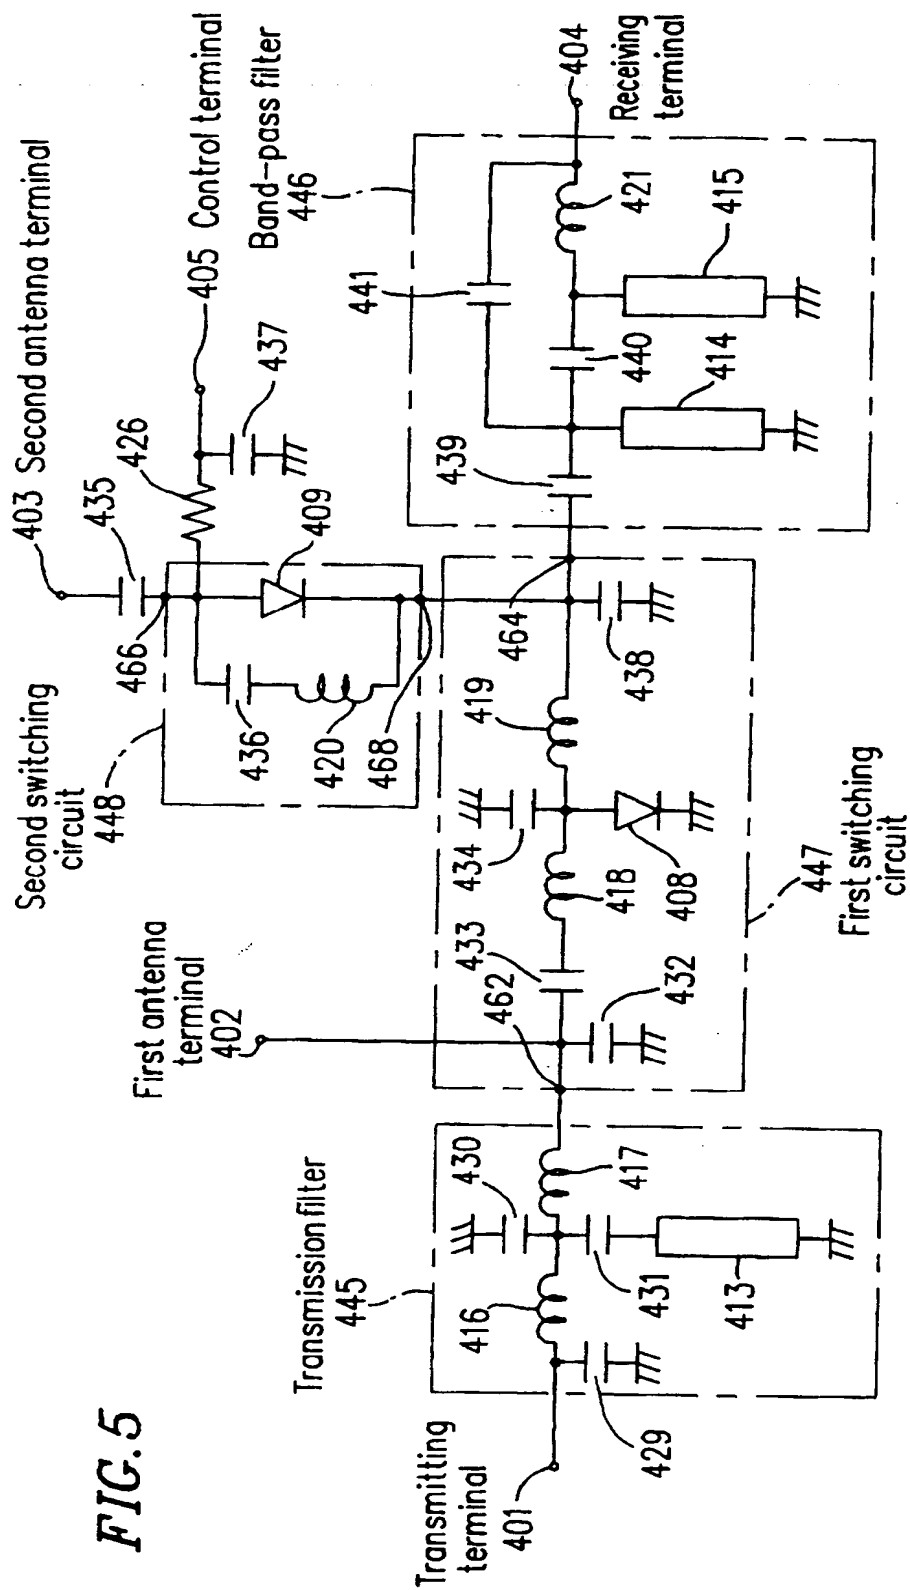 FIG.5
403 Second antenna terminal
405 Control terminal
Band-pass filter
446
Second switching
circuit
448
466
435
426
437
409
436
420
468
First antenna
terminal
402
Transmission filter
445
Transmitting
terminal
401
416
430
417
429
431
413
462
433
432
434
418
408
419
464
438
447
First switching
circuit
439
441
440
414
421
415
404
Receiving
terminal